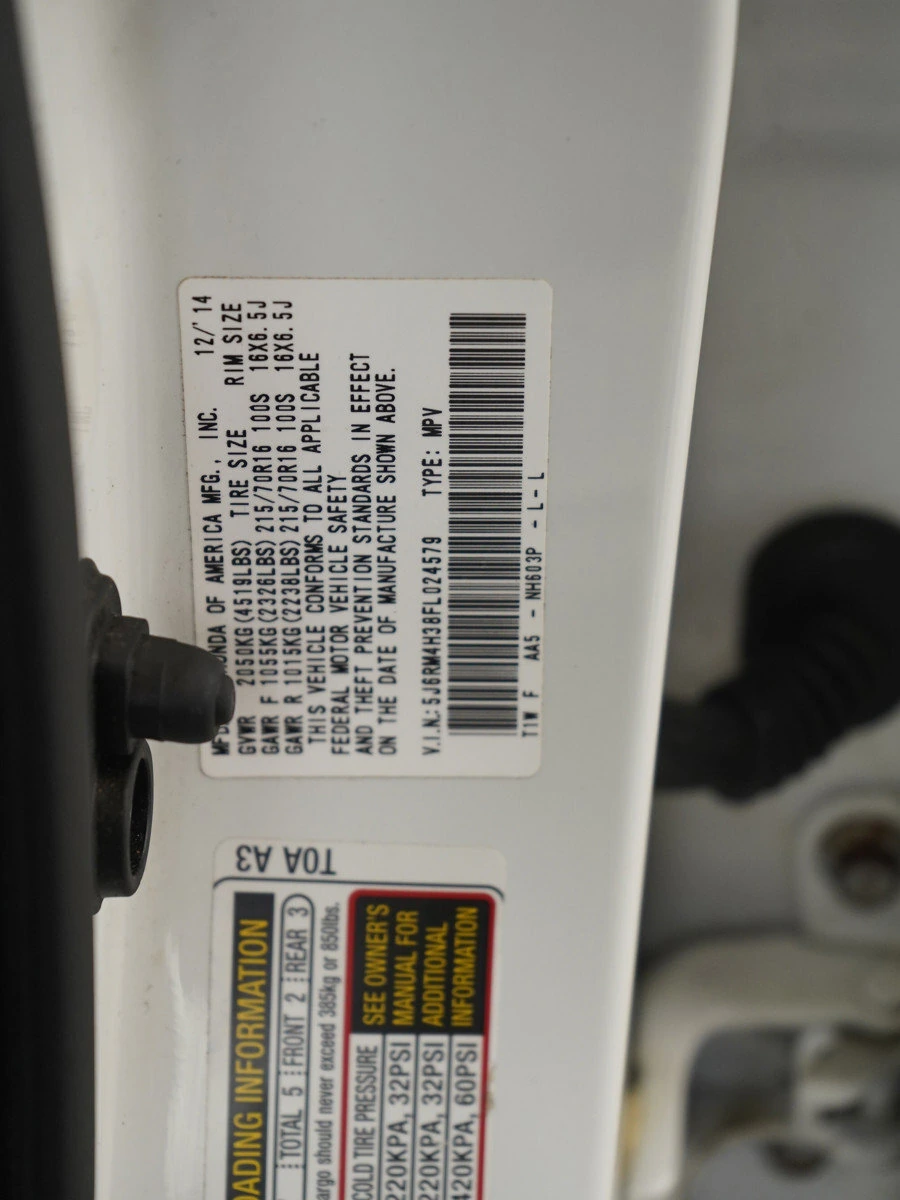 MFD BY HONDA OF AMERICA MFG., INC. 12/'14
GVWR 2050KG(4519LBS) TIRE SIZE RIM SIZE
GAWR F 1055KG(2326LBS) 215/70R16 100S 16X6.5J
GAWR R 1015KG(2238LBS) 215/70R16 100S 16X6.5J
THIS VEHICLE CONFORMS TO ALL APPLICABLE
FEDERAL MOTOR VEHICLE SAFETY
AND THEFT PREVENTION STANDARDS IN EFFECT
ON THE DATE OF MANUFACTURE SHOWN ABOVE.
V.I.N.:5J6RM4H38FL024579 TYPE: MPV
T1W F AA5 - NH603P - L - L
T0A A3
OADING INFORMATION
TOTAL 5 FRONT 2 REAR 3
argo should never exceed 385kg or 850lbs.
COLD TIRE PRESSURE
220KPA, 32PSI
220KPA, 32PSI
420KPA, 60PSI
SEE OWNER'S
MANUAL FOR
ADDITIONAL
INFORMATION